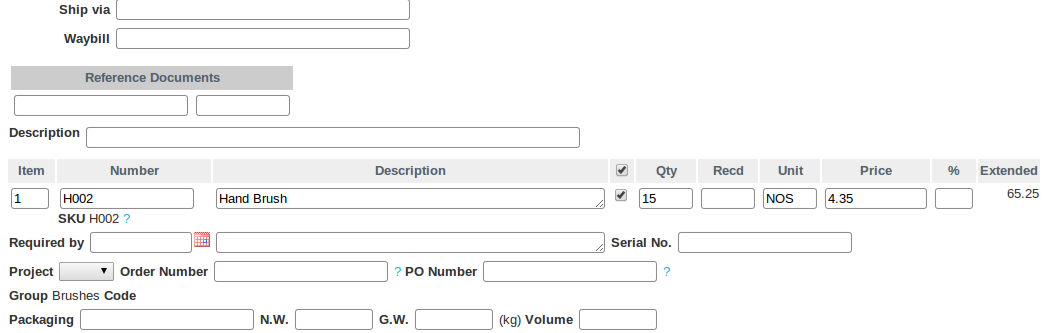 Ship via
Waybill
Reference Documents
Description
Item Number Description Qty Recd Unit Price % Extended
1 H002 Hand Brush 15 NOS 4.35 65.25
SKU H002 ?
Required by Serial No.
Project Order Number ? PO Number ?
Group Brushes Code
Packaging N.W. G.W. (kg) Volume